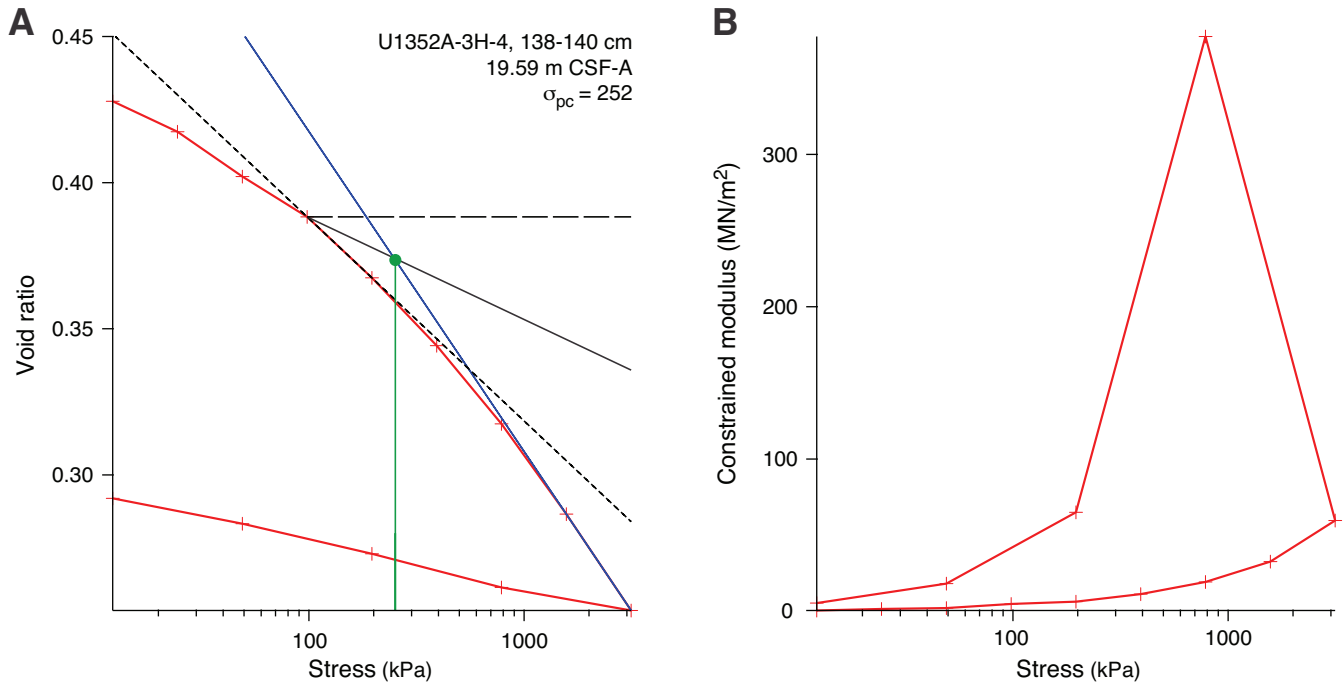 A
U1352A-3H-4, 138-140 cm
19.59 m CSF-A
σpc = 252
0.45
0.40
0.35
0.30
Void ratio
100
1000
Stress (kPa)
B
300
200
100
0
Constrained modulus (MN/m²)
100
1000
Stress (kPa)